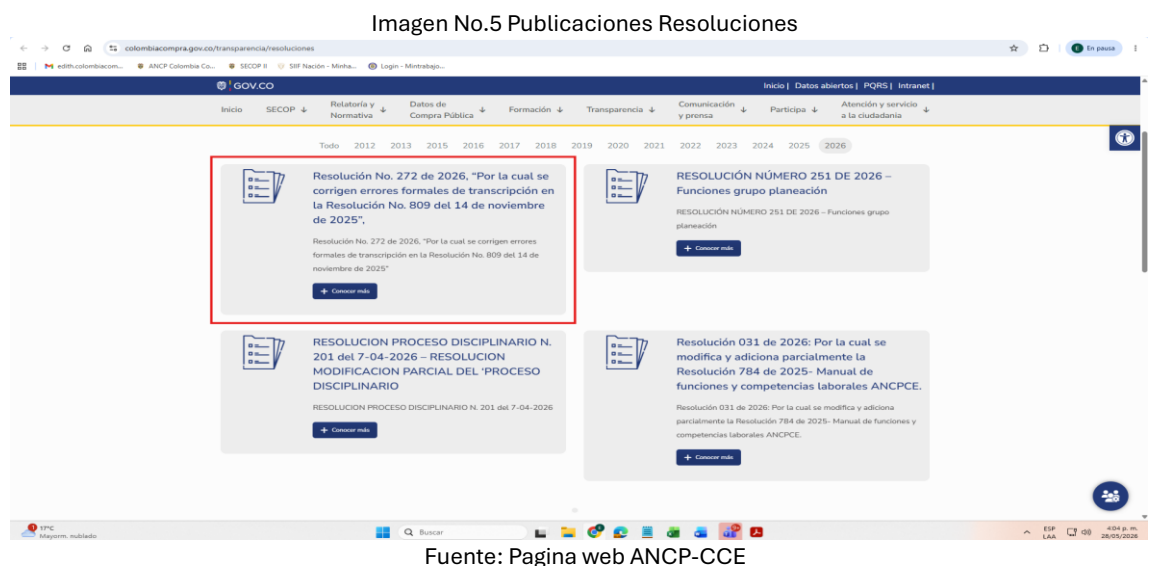 Imagen No.5 Publicaciones Resoluciones
colombiacompra.gov.co/transparencia/resoluciones
En pausa
edith.colombiacom...
ANCP Colombia Co...
SECOP II
SIIF Nación - Minha...
Login - Mintrabajo...
GOV.CO
Inicio | Datos abiertos | PQRS | Intranet |
Inicio
SECOP
Relatoría y
Normativa
Datos de
Compra Pública
Formación
Transparencia
Comunicación
y prensa
Participa
Atención y servicio
a la ciudadania
Todo 2012 2013 2015 2016 2017 2018 2019 2020 2021 2022 2023 2024 2025 2026
Resolución No. 272 de 2026, “Por la cual se
corrigen errores formales de transcripción en
la Resolución No. 809 del 14 de noviembre
de 2025”,
Resolución No. 272 de 2026, “Por la cual se corrigen errores
formales de transcripción en la Resolución No. 809 del 14 de
noviembre de 2025”
+ Conocer más
RESOLUCIÓN NÚMERO 251 DE 2026 –
Funciones grupo planeación
RESOLUCIÓN NÚMERO 251 DE 2026 – Funciones grupo
planeación
+ Conocer más
RESOLUCION PROCESO DISCIPLINARIO N.
201 del 7-04-2026 – RESOLUCION
MODIFICACION PARCIAL DEL ‘PROCESO
DISCIPLINARIO
RESOLUCION PROCESO DISCIPLINARIO N. 201 del 7-04-2026
+ Conocer más
Resolución 031 de 2026: Por la cual se
modifica y adiciona parcialmente la
Resolución 784 de 2025- Manual de
funciones y competencias laborales ANCPCE.
Resolución 031 de 2026: Por la cual se modifica y adiciona
parcialmente la Resolución 784 de 2025- Manual de funciones y
competencias laborales ANCPCE.
+ Conocer más
17°C
Mayorm. nublado
Buscar
ESP
LAA
4:04 p. m.
28/05/2026
Fuente: Pagina web ANCP-CCE